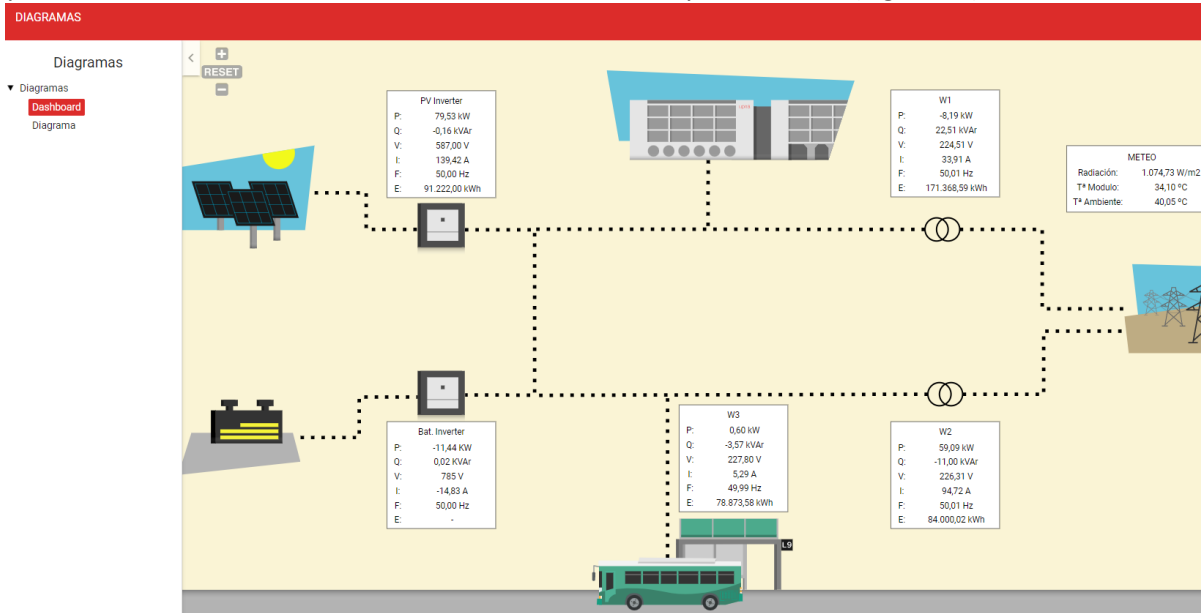 DIAGRAMAS
Diagramas
▼ Diagramas
Dashboard
Diagrama
RESET
PV Inverter
P: 79,53 kW
Q: -0,16 kVAr
V: 587,00 V
I: 139,42 A
F: 50,00 Hz
E: 91.222,00 kWh
W1
P: -8,19 kW
Q: 22,51 kVAr
V: 224,51 V
I: 33,91 A
F: 50,01 Hz
E: 171.368,59 kWh
METEO
Radiación: 1.074,73 W/m2
Tª Modulo: 34,10 ºC
Tª Ambiente: 40,05 ºC
Bat. Inverter
P: -11,44 KW
Q: 0,02 KVAr
V: 785 V
I: -14,83 A
F: 50,00 Hz
E: -
W3
P: 0,60 kW
Q: -3,57 kVAr
V: 227,80 V
I: 5,29 A
F: 49,99 Hz
E: 78.873,58 kWh
W2
P: 59,09 kW
Q: -11,00 kVAr
V: 226,31 V
I: 94,72 A
F: 50,01 Hz
E: 84.000,02 kWh
L9